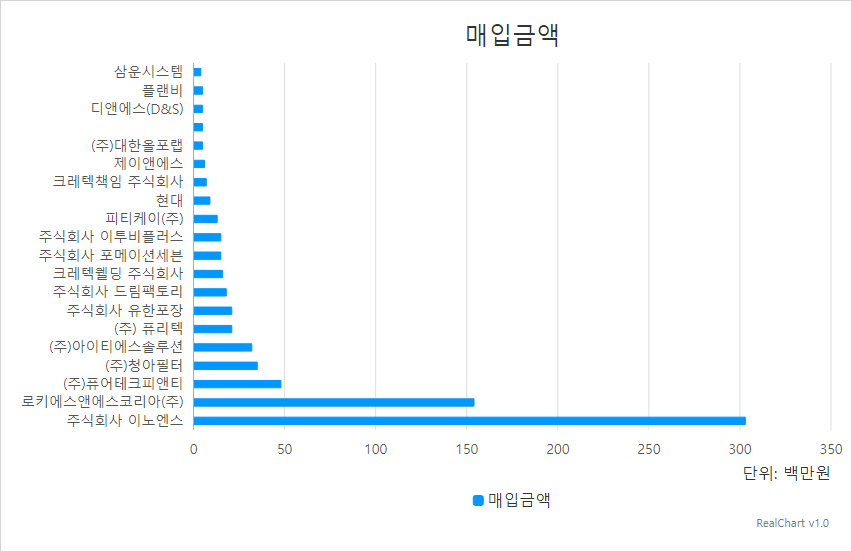 매입금액
삼운시스템
플랜비
디앤에스(D&S)
(주)대한올포랩
제이앤에스
크레텍책임 주식회사
현대
피티케이(주)
주식회사 이투비플러스
주식회사 포메이션세븐
크레텍웰딩 주식회사
주식회사 드림팩토리
주식회사 유한포장
(주) 퓨리텍
(주)아이티에스솔루션
(주)청아필터
(주)퓨어테크피앤티
로키에스앤에스코리아(주)
주식회사 이노엔스
0 50 100 150 200 250 300 350
단위: 백만원
매입금액
RealChart v1.0